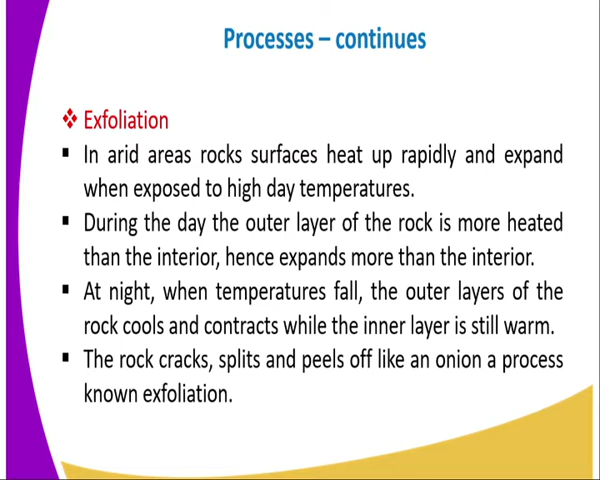 Processes – continues
❖ Exfoliation
▪ In arid areas rocks surfaces heat up rapidly and expand
when exposed to high day temperatures.
▪ During the day the outer layer of the rock is more heated
than the interior, hence expands more than the interior.
▪ At night, when temperatures fall, the outer layers of the
rock cools and contracts while the inner layer is still warm.
▪ The rock cracks, splits and peels off like an onion a process
known exfoliation.